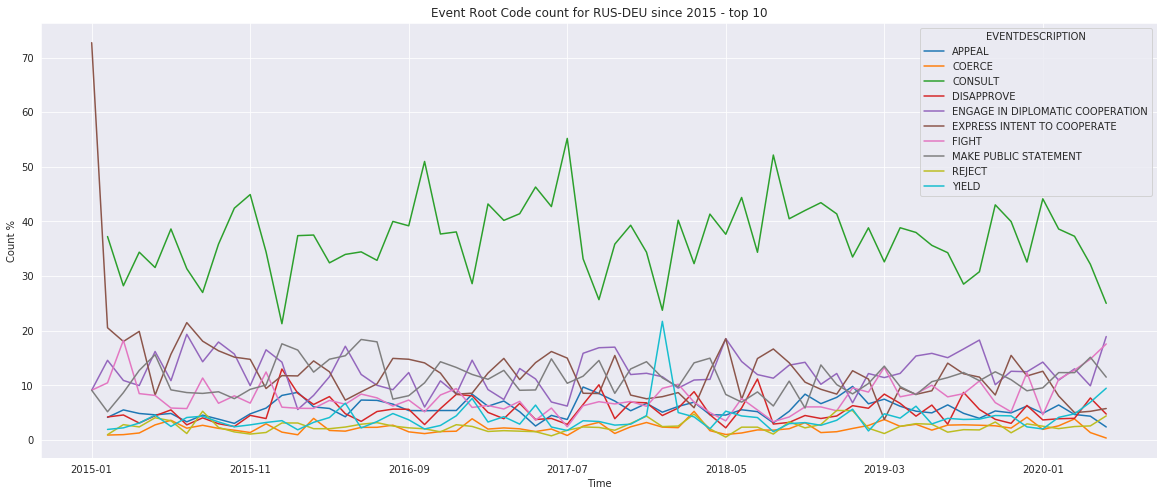 Event Root Code count for RUS-DEU since 2015 - top 10
EVENTDESCRIPTION
APPEAL
COERCE
CONSULT
DISAPPROVE
ENGAGE IN DIPLOMATIC COOPERATION
EXPRESS INTENT TO COOPERATE
FIGHT
MAKE PUBLIC STATEMENT
REJECT
YIELD
Count %
70
60
50
40
30
20
10
0
2015-01
2015-11
2016-09
2017-07
2018-05
2019-03
2020-01
Time